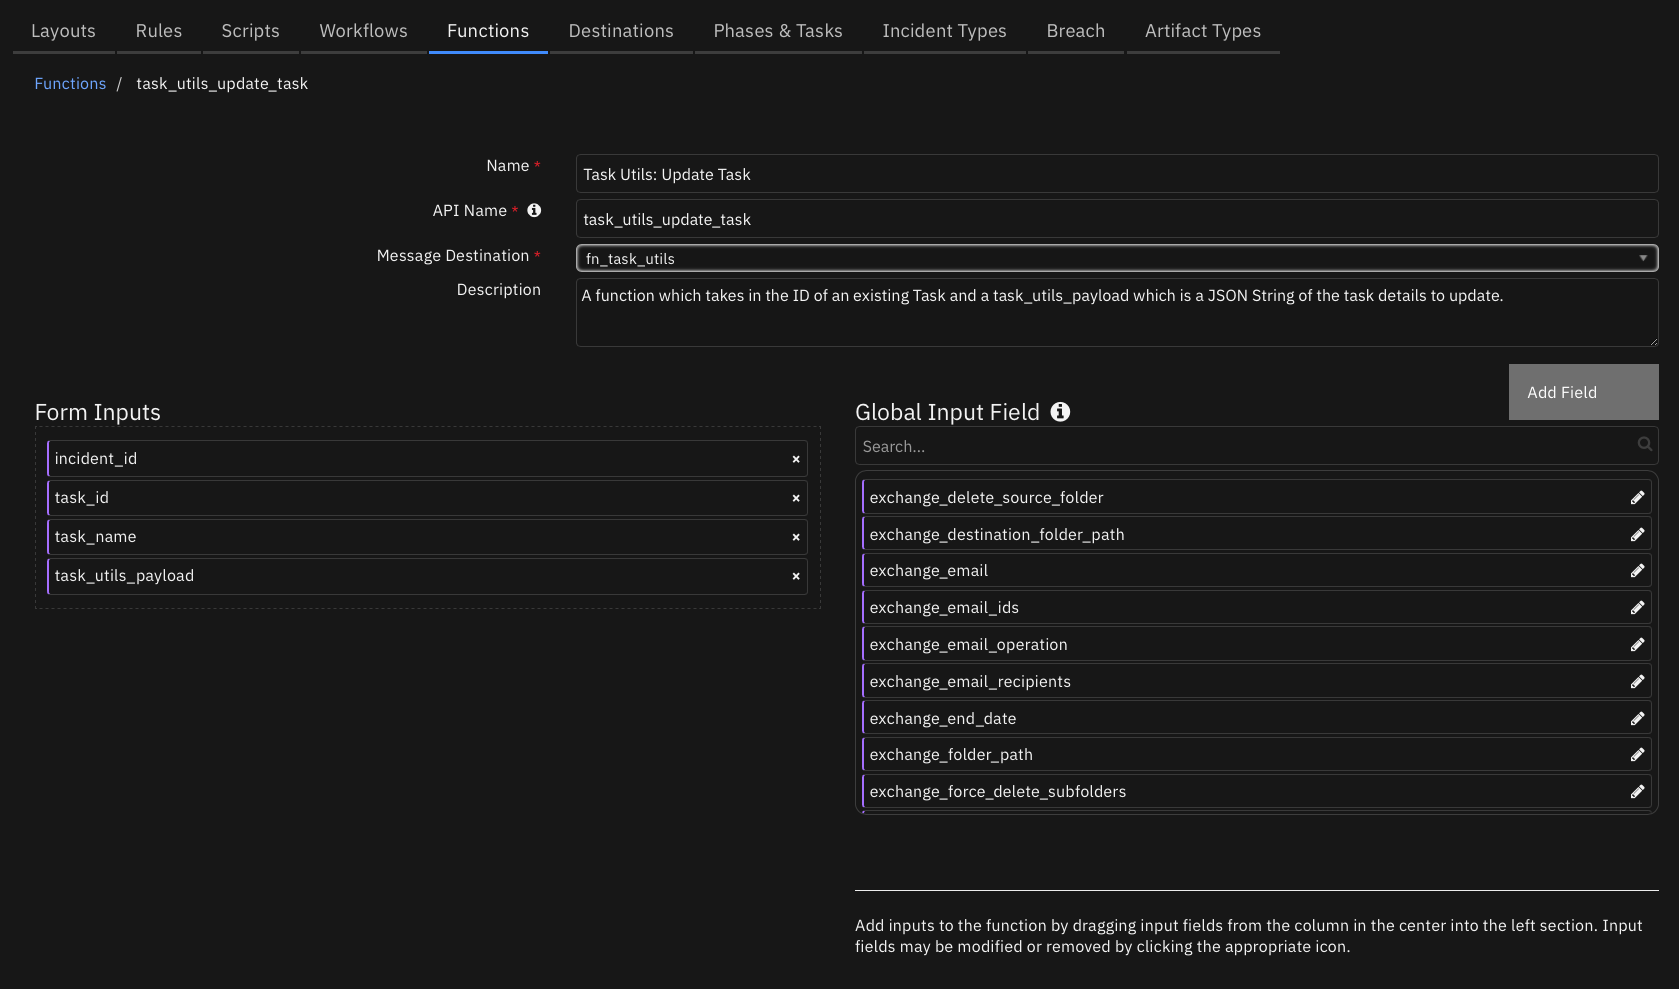 Layouts Rules Scripts Workflows Functions Destinations Phases & Tasks Incident Types Breach Artifact Types
Functions / task_utils_update_task
Name *
Task Utils: Update Task
API Name *
task_utils_update_task
Message Destination *
fn_task_utils
Description
A function which takes in the ID of an existing Task and a task_utils_payload which is a JSON String of the task details to update.
Add Field
Form Inputs
incident_id
task_id
task_name
task_utils_payload
Global Input Field
Search...
exchange_delete_source_folder
exchange_destination_folder_path
exchange_email
exchange_email_ids
exchange_email_operation
exchange_email_recipients
exchange_end_date
exchange_folder_path
exchange_force_delete_subfolders
Add inputs to the function by dragging input fields from the column in the center into the left section. Input
fields may be modified or removed by clicking the appropriate icon.